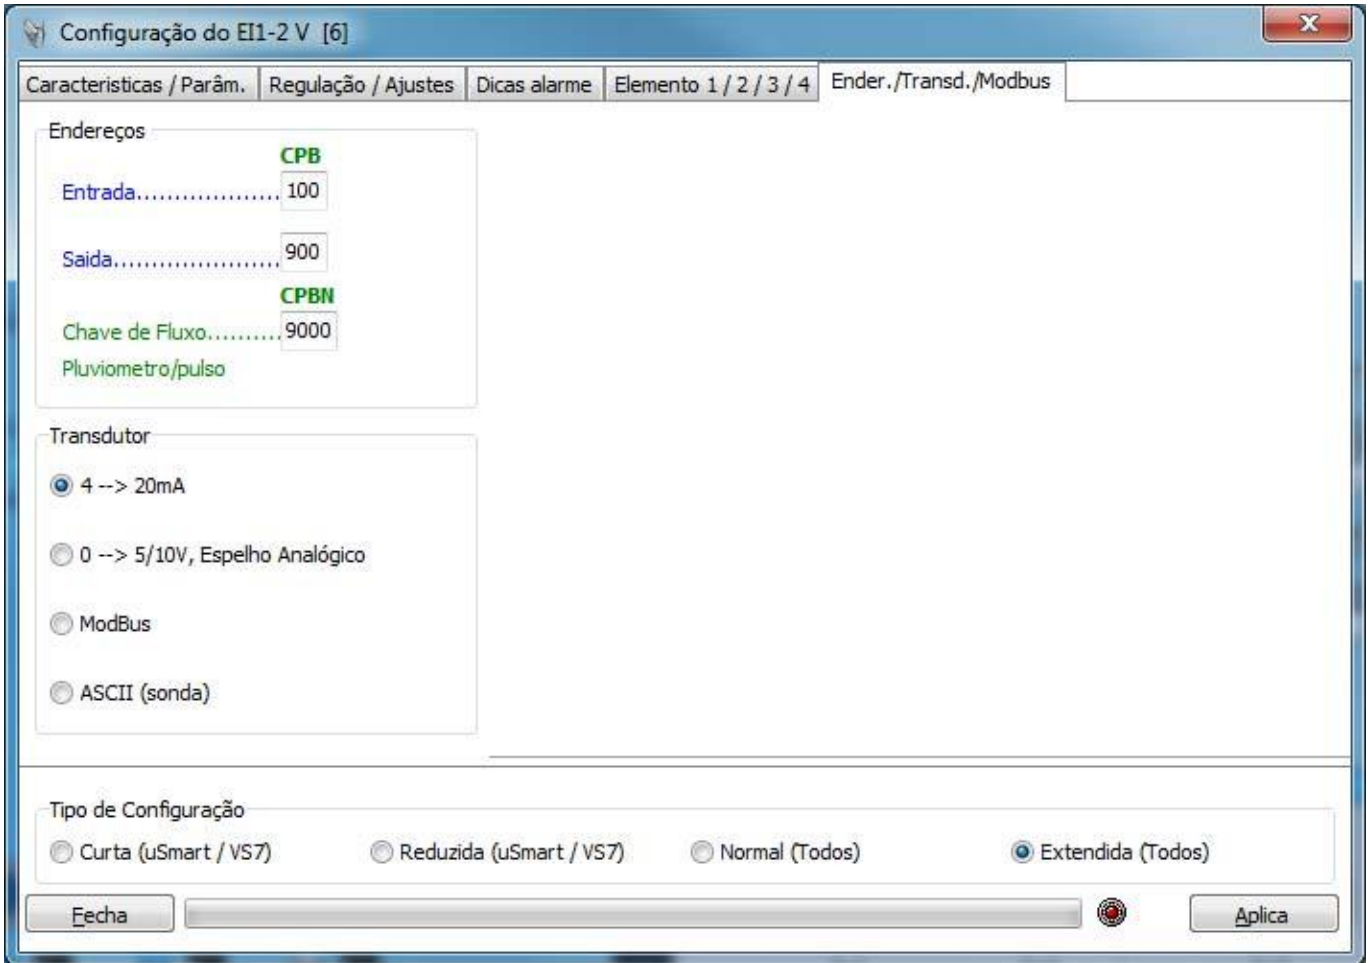 Configuração do EI1-2 V [6]
Caracteristicas / Parâm. Regulação / Ajustes Dicas alarme Elemento 1 / 2 / 3 / 4 Ender./Transd./Modbus
Endereços
CPB
Entrada................... 100
Saida...................... 900
CPBN
Chave de Fluxo.......... 9000
Pluviometro/pulso
Transdutor
4 --> 20mA
0 --> 5/10V, Espelho Analógico
ModBus
ASCII (sonda)
Tipo de Configuração
Curta (uSmart / VS7) Reduzida (uSmart / VS7) Normal (Todos) Extendida (Todos)
Fecha Aplica